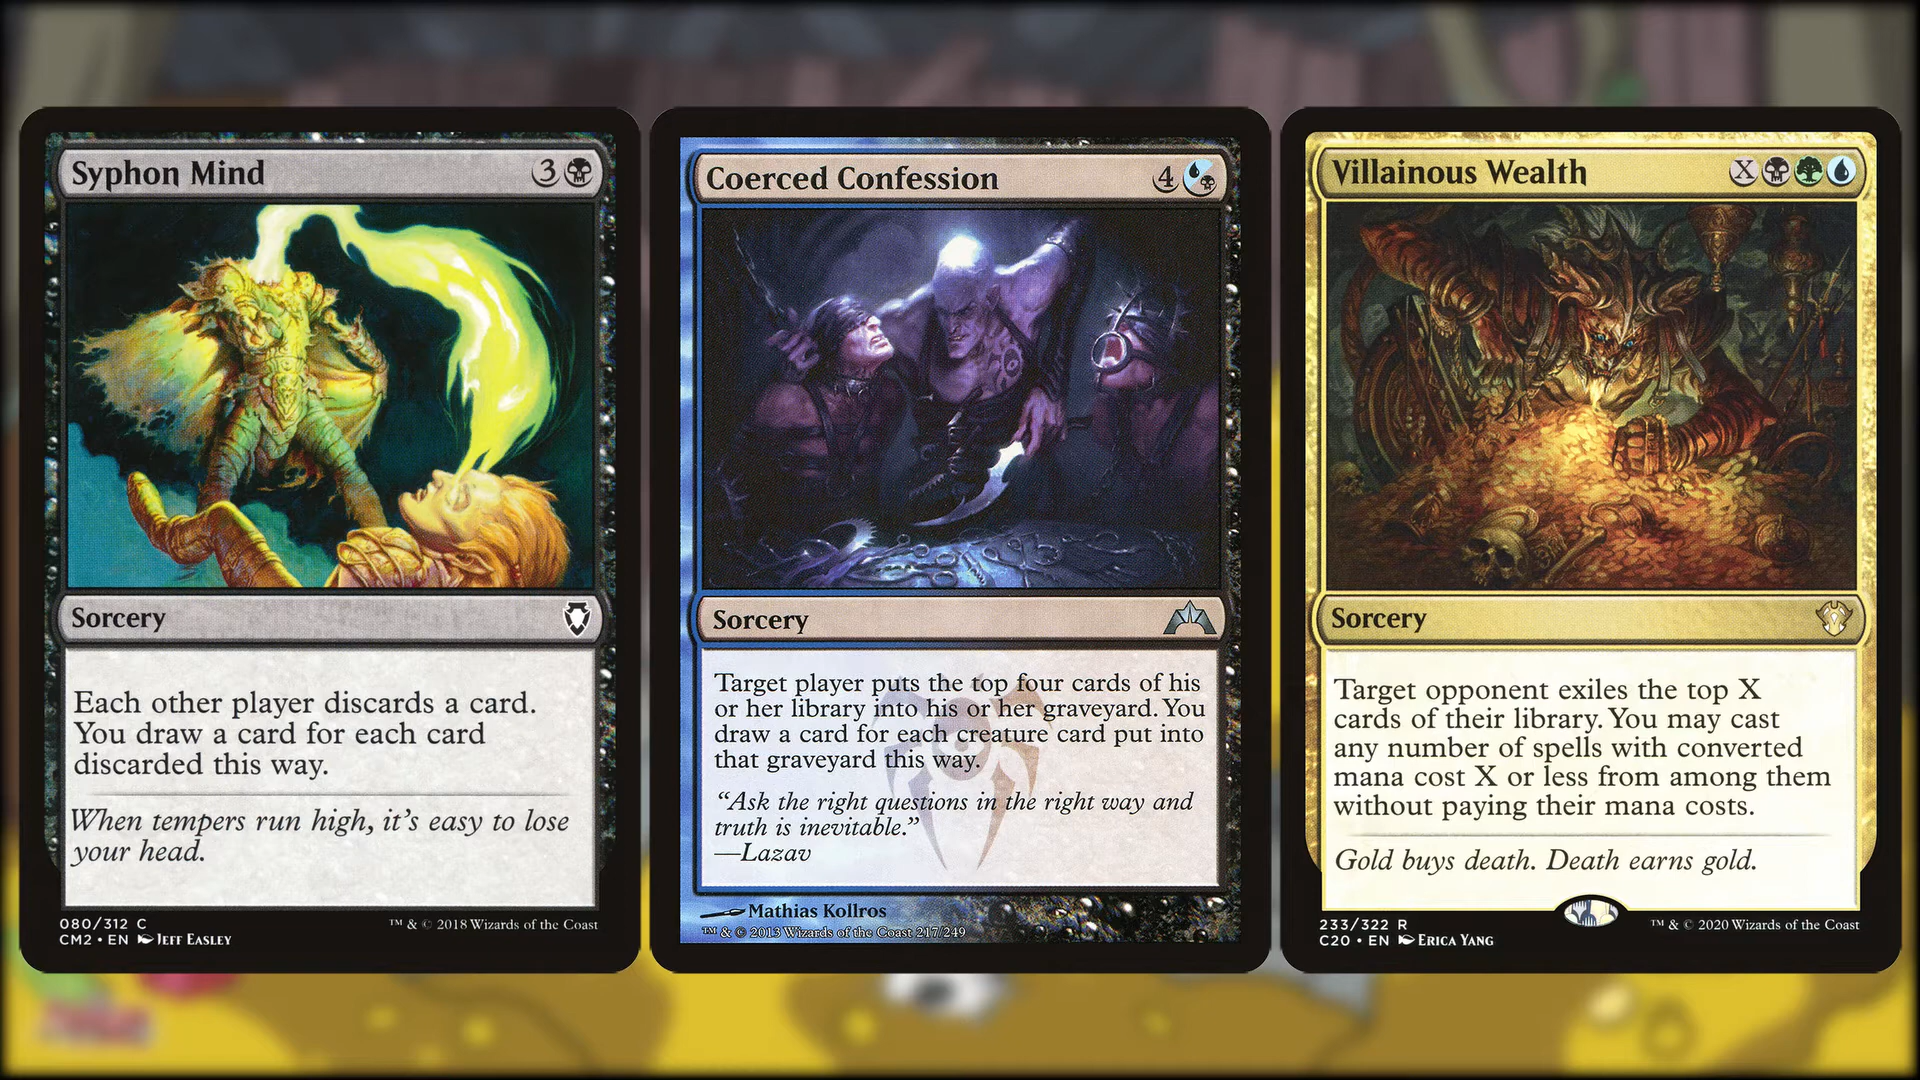 Syphon Mind
3
Sorcery
Each other player discards a card.
You draw a card for each card
discarded this way.
When tempers run high, it's easy to lose
your head.
080/312 C
CM2 • EN JEFF EASLEY
™ & © 2018 Wizards of the Coast
Coerced Confession
4
Sorcery
Target player puts the top four cards of his
or her library into his or her graveyard. You
draw a card for each creature card put into
that graveyard this way.
“Ask the right questions in the right way and
truth is inevitable.”
—Lazav
Mathias Kollros
™ & © 2013 Wizards of the Coast 217/249
Villainous Wealth
X
Sorcery
Target opponent exiles the top X
cards of their library. You may cast
any number of spells with converted
mana cost X or less from among them
without paying their mana costs.
Gold buys death. Death earns gold.
233/322 R
C20 • EN ERICA YANG
™ & © 2020 Wizards of the Coast